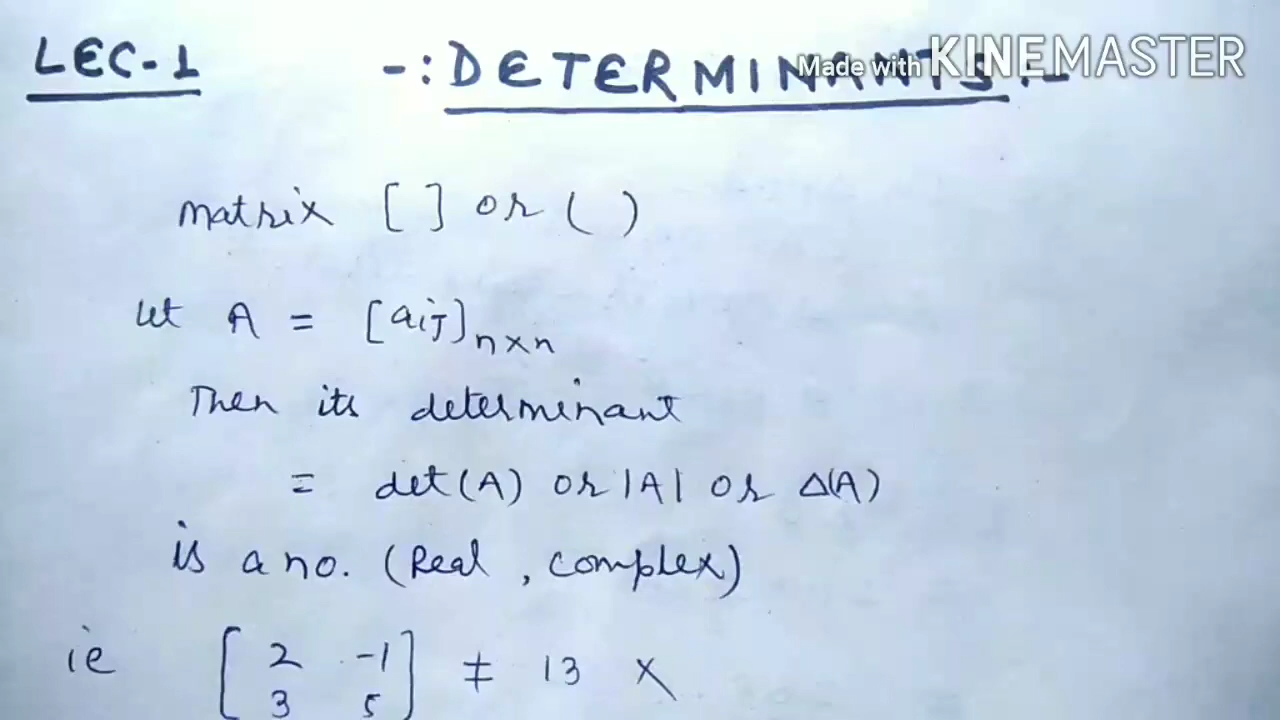 LEC-1 -: DETERMINANTS :-
Made with KINEMASTER
matrix [ ] or ( )
let A = [aij]n×n
Then its determinant
= det(A) or |A| or Δ(A)
is a no. (Real, complex)
ie [2 -1 ≠ 13 ×
3 5]